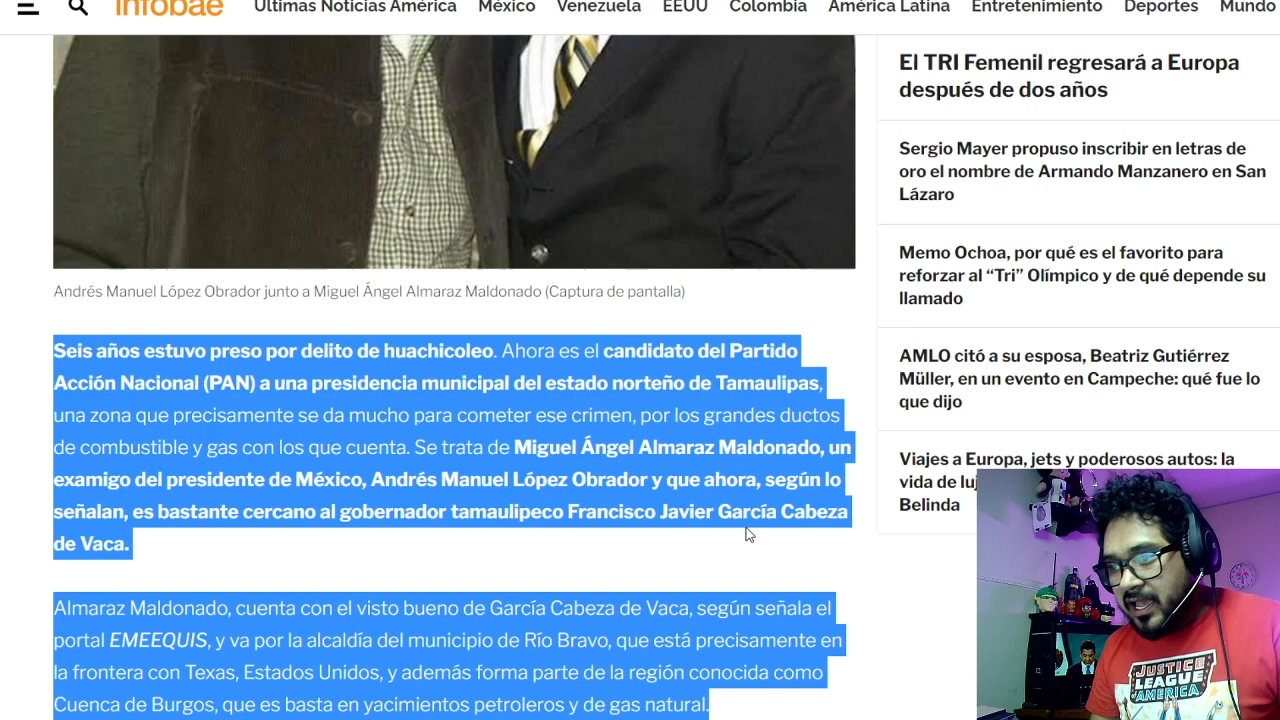 infobae
Últimas Noticias América
México
Venezuela
EEUU
Colombia
América Latina
Entretenimiento
Deportes
Mundo
Andrés Manuel López Obrador junto a Miguel Ángel Almaraz Maldonado (Captura de pantalla)
Seis años estuvo preso por delito de huachicoleo. Ahora es el candidato del Partido
Acción Nacional (PAN) a una presidencia municipal del estado norteño de Tamaulipas,
una zona que precisamente se da mucho para cometer ese crimen, por los grandes ductos
de combustible y gas con los que cuenta. Se trata de Miguel Ángel Almaraz Maldonado, un
examigo del presidente de México, Andrés Manuel López Obrador y que ahora, según lo
señalan, es bastante cercano al gobernador tamaulipeco Francisco Javier García Cabeza
de Vaca.
Almaraz Maldonado, cuenta con el visto bueno de García Cabeza de Vaca, según señala el
portal EMEEQUIS, y va por la alcaldía del municipio de Río Bravo, que está precisamente en
la frontera con Texas, Estados Unidos, y además forma parte de la región conocida como
Cuenca de Burgos, que es basta en yacimientos petroleros y de gas natural.
El TRI Femenil regresará a Europa
después de dos años
Sergio Mayer propuso inscribir en letras de
oro el nombre de Armando Manzanero en San
Lázaro
Memo Ochoa, por qué es el favorito para
reforzar al “Tri” Olímpico y de qué depende su
llamado
AMLO citó a su esposa, Beatriz Gutiérrez
Müller, en un evento en Campeche: qué fue lo
que dijo
Viajes a Europa, jets y poderosos autos: la
vida de
Belinda
JUSTICE
LEAGUE
AMERICA